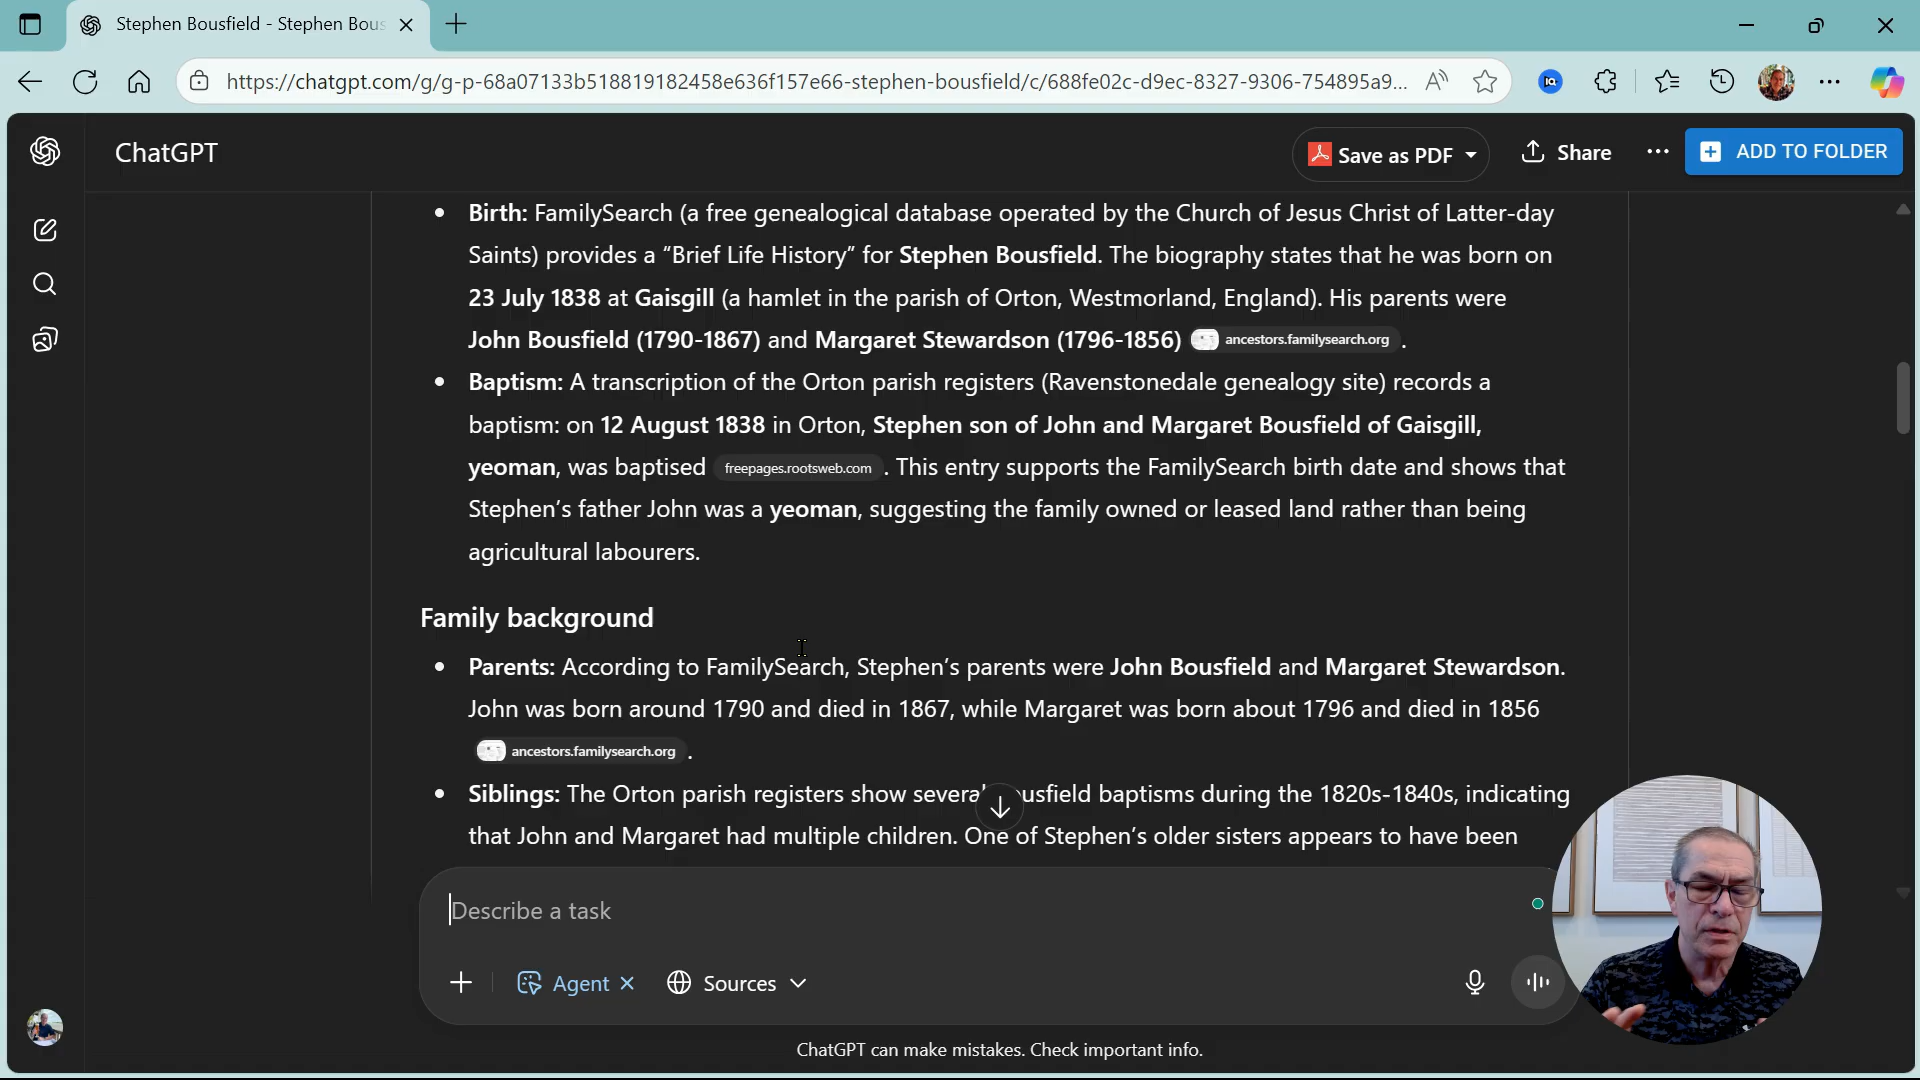 Stephen Bousfield - Stephen Bous
https://chatgpt.com/g/g-p-68a07133b518819182458e636f157e66-stephen-bousfield/c/688fe02c-d9ec-8327-9306-754895a9...
ChatGPT
Save as PDF
Share
ADD TO FOLDER
• Birth: FamilySearch (a free genealogical database operated by the Church of Jesus Christ of Latter-day
Saints) provides a “Brief Life History” for Stephen Bousfield. The biography states that he was born on
23 July 1838 at Gaisgill (a hamlet in the parish of Orton, Westmorland, England). His parents were
John Bousfield (1790-1867) and Margaret Stewardson (1796-1856) ancestors.familysearch.org .
• Baptism: A transcription of the Orton parish registers (Ravenstonedale genealogy site) records a
baptism: on 12 August 1838 in Orton, Stephen son of John and Margaret Bousfield of Gaisgill,
yeoman, was baptised freepages.rootsweb.com . This entry supports the FamilySearch birth date and shows that
Stephen’s father John was a yeoman, suggesting the family owned or leased land rather than being
agricultural labourers.
Family background
• Parents: According to FamilySearch, Stephen’s parents were John Bousfield and Margaret Stewardson.
John was born around 1790 and died in 1867, while Margaret was born about 1796 and died in 1856
ancestors.familysearch.org .
• Siblings: The Orton parish registers show several usfield baptisms during the 1820s-1840s, indicating
that John and Margaret had multiple children. One of Stephen’s older sisters appears to have been
Describe a task
Agent
Sources
ChatGPT can make mistakes. Check important info.